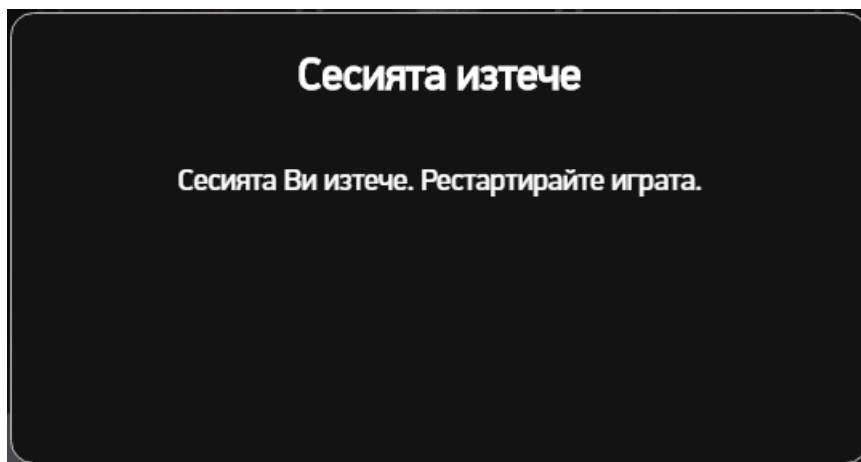 Сесията изтече
Сесията Ви изтече. Рестартирайте играта.